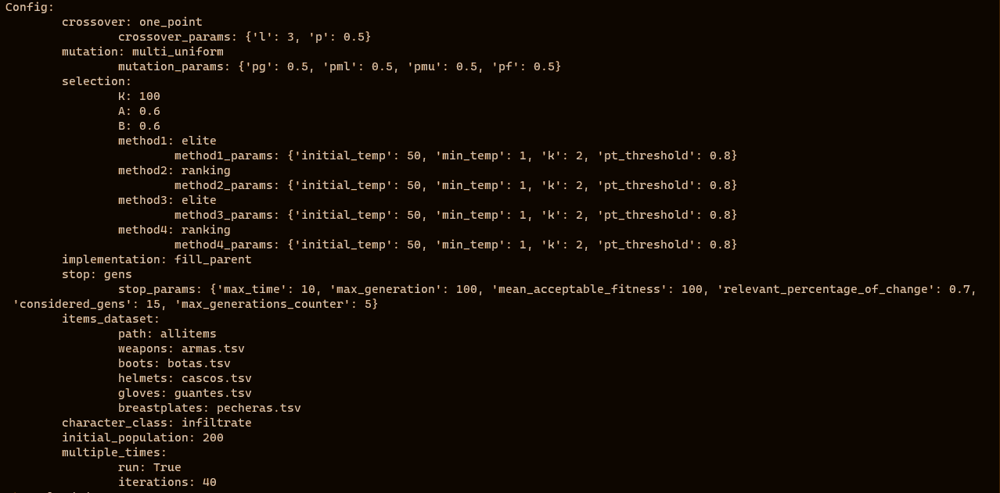 Config:
crossover: one_point
crossover_params: {'l': 3, 'p': 0.5}
mutation: multi_uniform
mutation_params: {'pg': 0.5, 'pml': 0.5, 'pmu': 0.5, 'pf': 0.5}
selection:
K: 100
A: 0.6
B: 0.6
method1: elite
method1_params: {'initial_temp': 50, 'min_temp': 1, 'k': 2, 'pt_threshold': 0.8}
method2: ranking
method2_params: {'initial_temp': 50, 'min_temp': 1, 'k': 2, 'pt_threshold': 0.8}
method3: elite
method3_params: {'initial_temp': 50, 'min_temp': 1, 'k': 2, 'pt_threshold': 0.8}
method4: ranking
method4_params: {'initial_temp': 50, 'min_temp': 1, 'k': 2, 'pt_threshold': 0.8}
implementation: fill_parent
stop: gens
stop_params: {'max_time': 10, 'max_generation': 100, 'mean_acceptable_fitness': 100, 'relevant_percentage_of_change': 0.7,
'considered_gens': 15, 'max_generations_counter': 5}
items_dataset:
path: allitems
weapons: armas.tsv
boots: botas.tsv
helmets: cascos.tsv
gloves: guantes.tsv
breastplates: pecheras.tsv
character_class: infiltrate
initial_population: 200
multiple_times:
run: True
iterations: 40